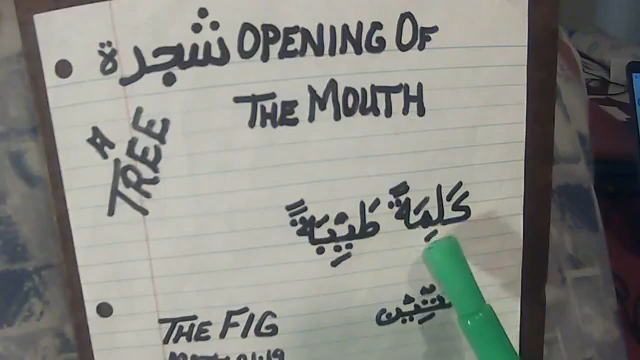 شجرة OPENING OF
THE MOUTH
A TREE
كَلِمَةً طَيِّبَةً
THE FIG